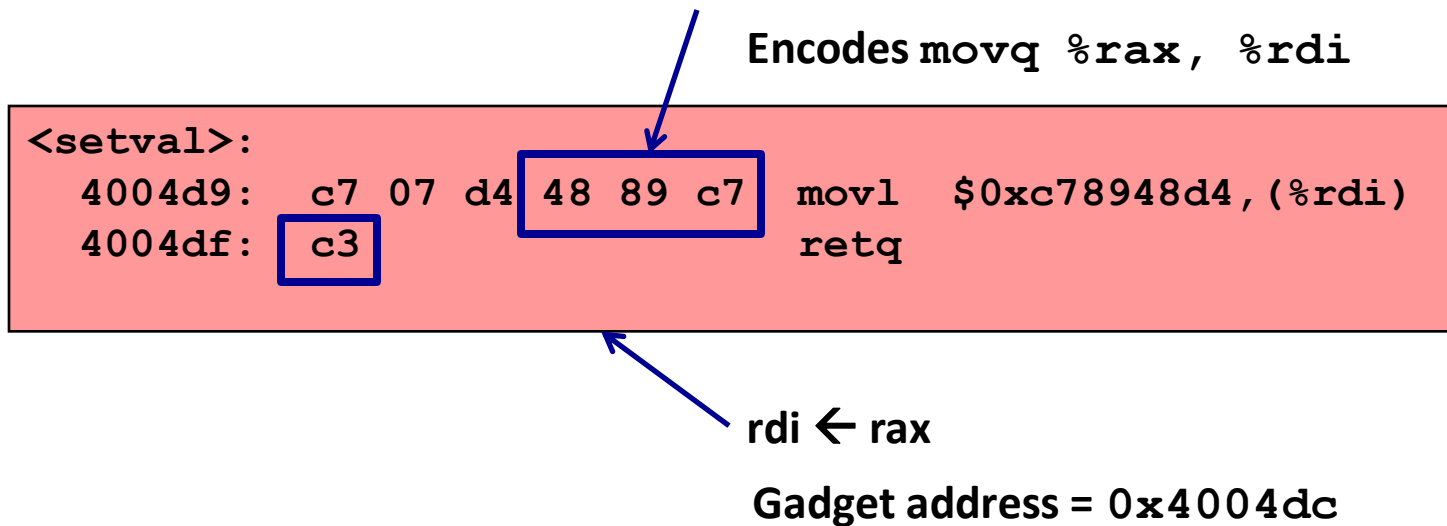 Encodes movq %rax, %rdi
<setval>:
4004d9: c7 07 d4 48 89 c7 movl $0xc78948d4,(%rdi)
4004df: c3 retq
rdi ← rax
Gadget address = 0x4004dc